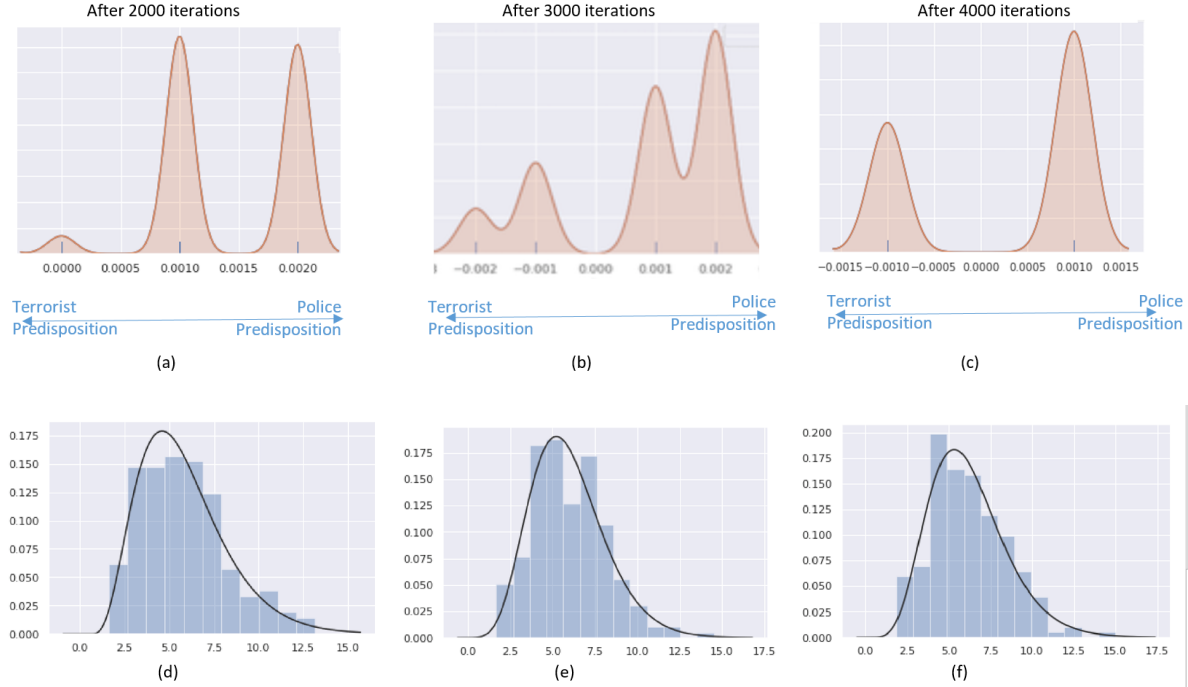 After 2000 iterations
After 3000 iterations
After 4000 iterations
0.0000 0.0005 0.0010 0.0015 0.0020
−0.002 −0.001 0.000 0.001 0.002
−0.0015 −0.0010 −0.0005 0.0000 0.0005 0.0010 0.0015
Terrorist Predisposition
Police Predisposition
Terrorist Predisposition
Police Predisposition
Terrorist Predisposition
Police Predisposition
(a)
(b)
(c)
0.175
0.150
0.125
0.100
0.075
0.050
0.025
0.000
0.0 2.5 5.0 7.5 10.0 12.5 15.0
(d)
0.175
0.150
0.125
0.100
0.075
0.050
0.025
0.000
0.0 2.5 5.0 7.5 10.0 12.5 15.0 17.5
(e)
0.200
0.175
0.150
0.125
0.100
0.075
0.050
0.025
0.000
0.0 2.5 5.0 7.5 10.0 12.5 15.0 17.5
(f)